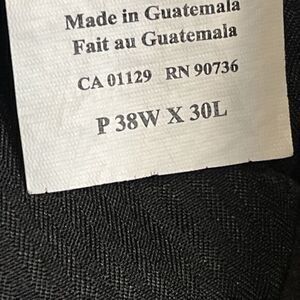 Made in Guatemala
Fait au Guatemala
CA 01129 RN 90736
P 38W X 30L